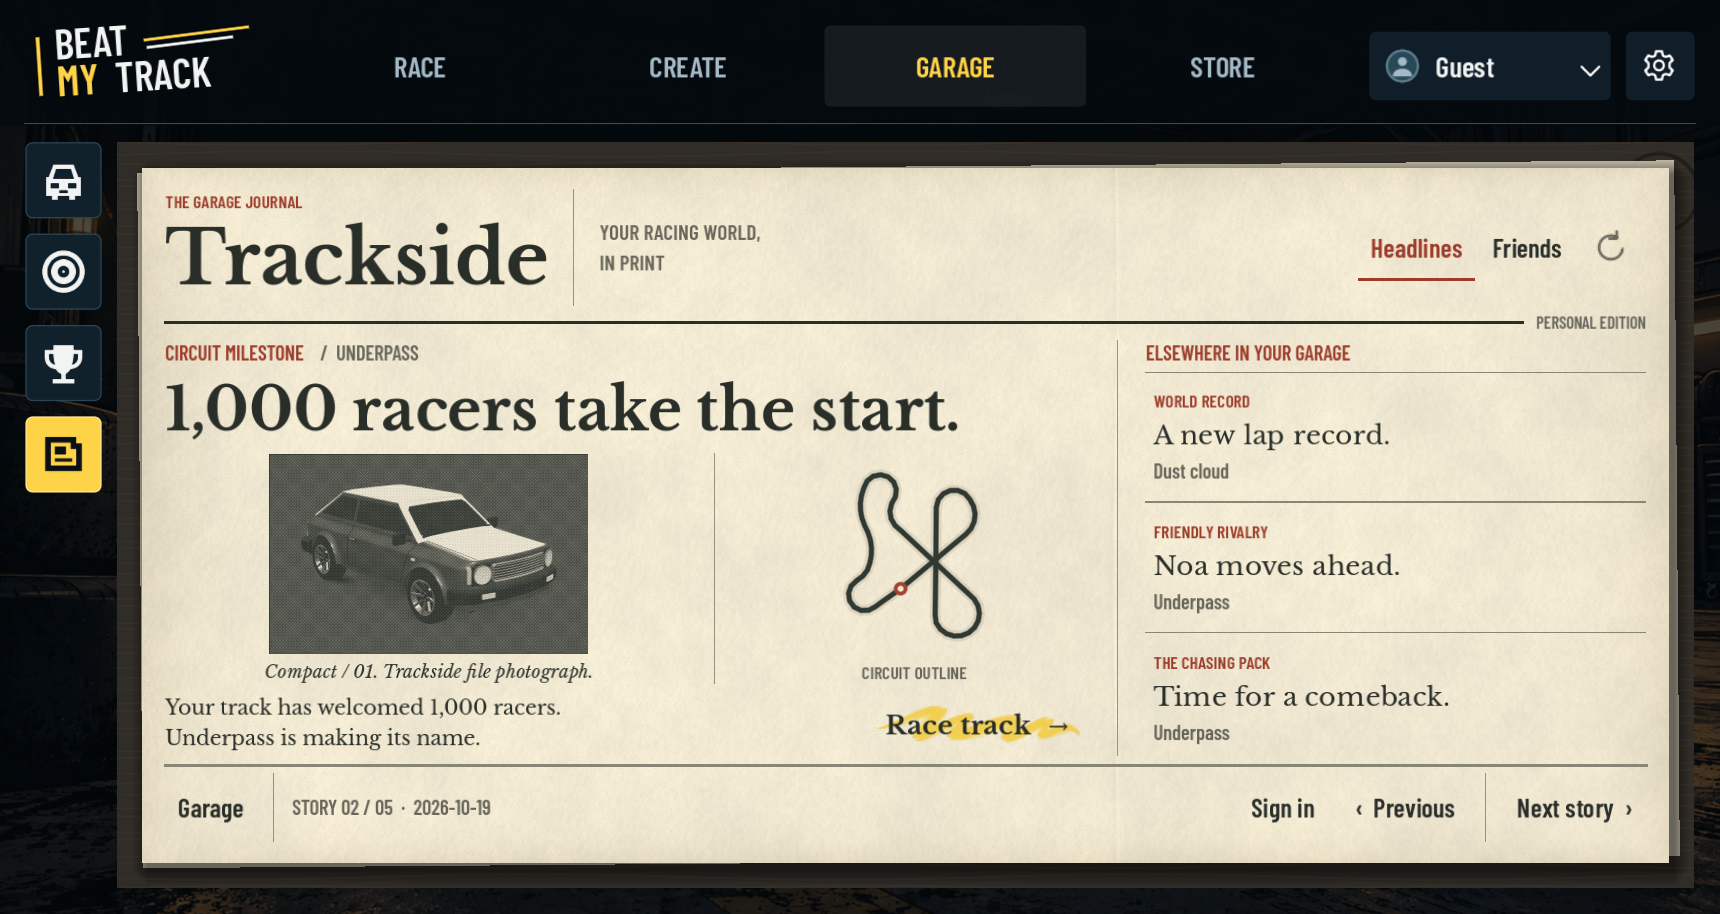 BEAT
MY TRACK
RACE
CREATE
GARAGE
STORE
Guest
THE GARAGE JOURNAL
Trackside
YOUR RACING WORLD,
IN PRINT
Headlines
Friends
PERSONAL EDITION
CIRCUIT MILESTONE / UNDERPASS
1,000 racers take the start.
Compact / 01. Trackside file photograph.
CIRCUIT OUTLINE
Your track has welcomed 1,000 racers.
Underpass is making its name.
Race track →
ELSEWHERE IN YOUR GARAGE
WORLD RECORD
A new lap record.
Dust cloud
FRIENDLY RIVALRY
Noa moves ahead.
Underpass
THE CHASING PACK
Time for a comeback.
Underpass
Garage
STORY 02 / 05 · 2026-10-19
Sign in
‹ Previous
Next story ›